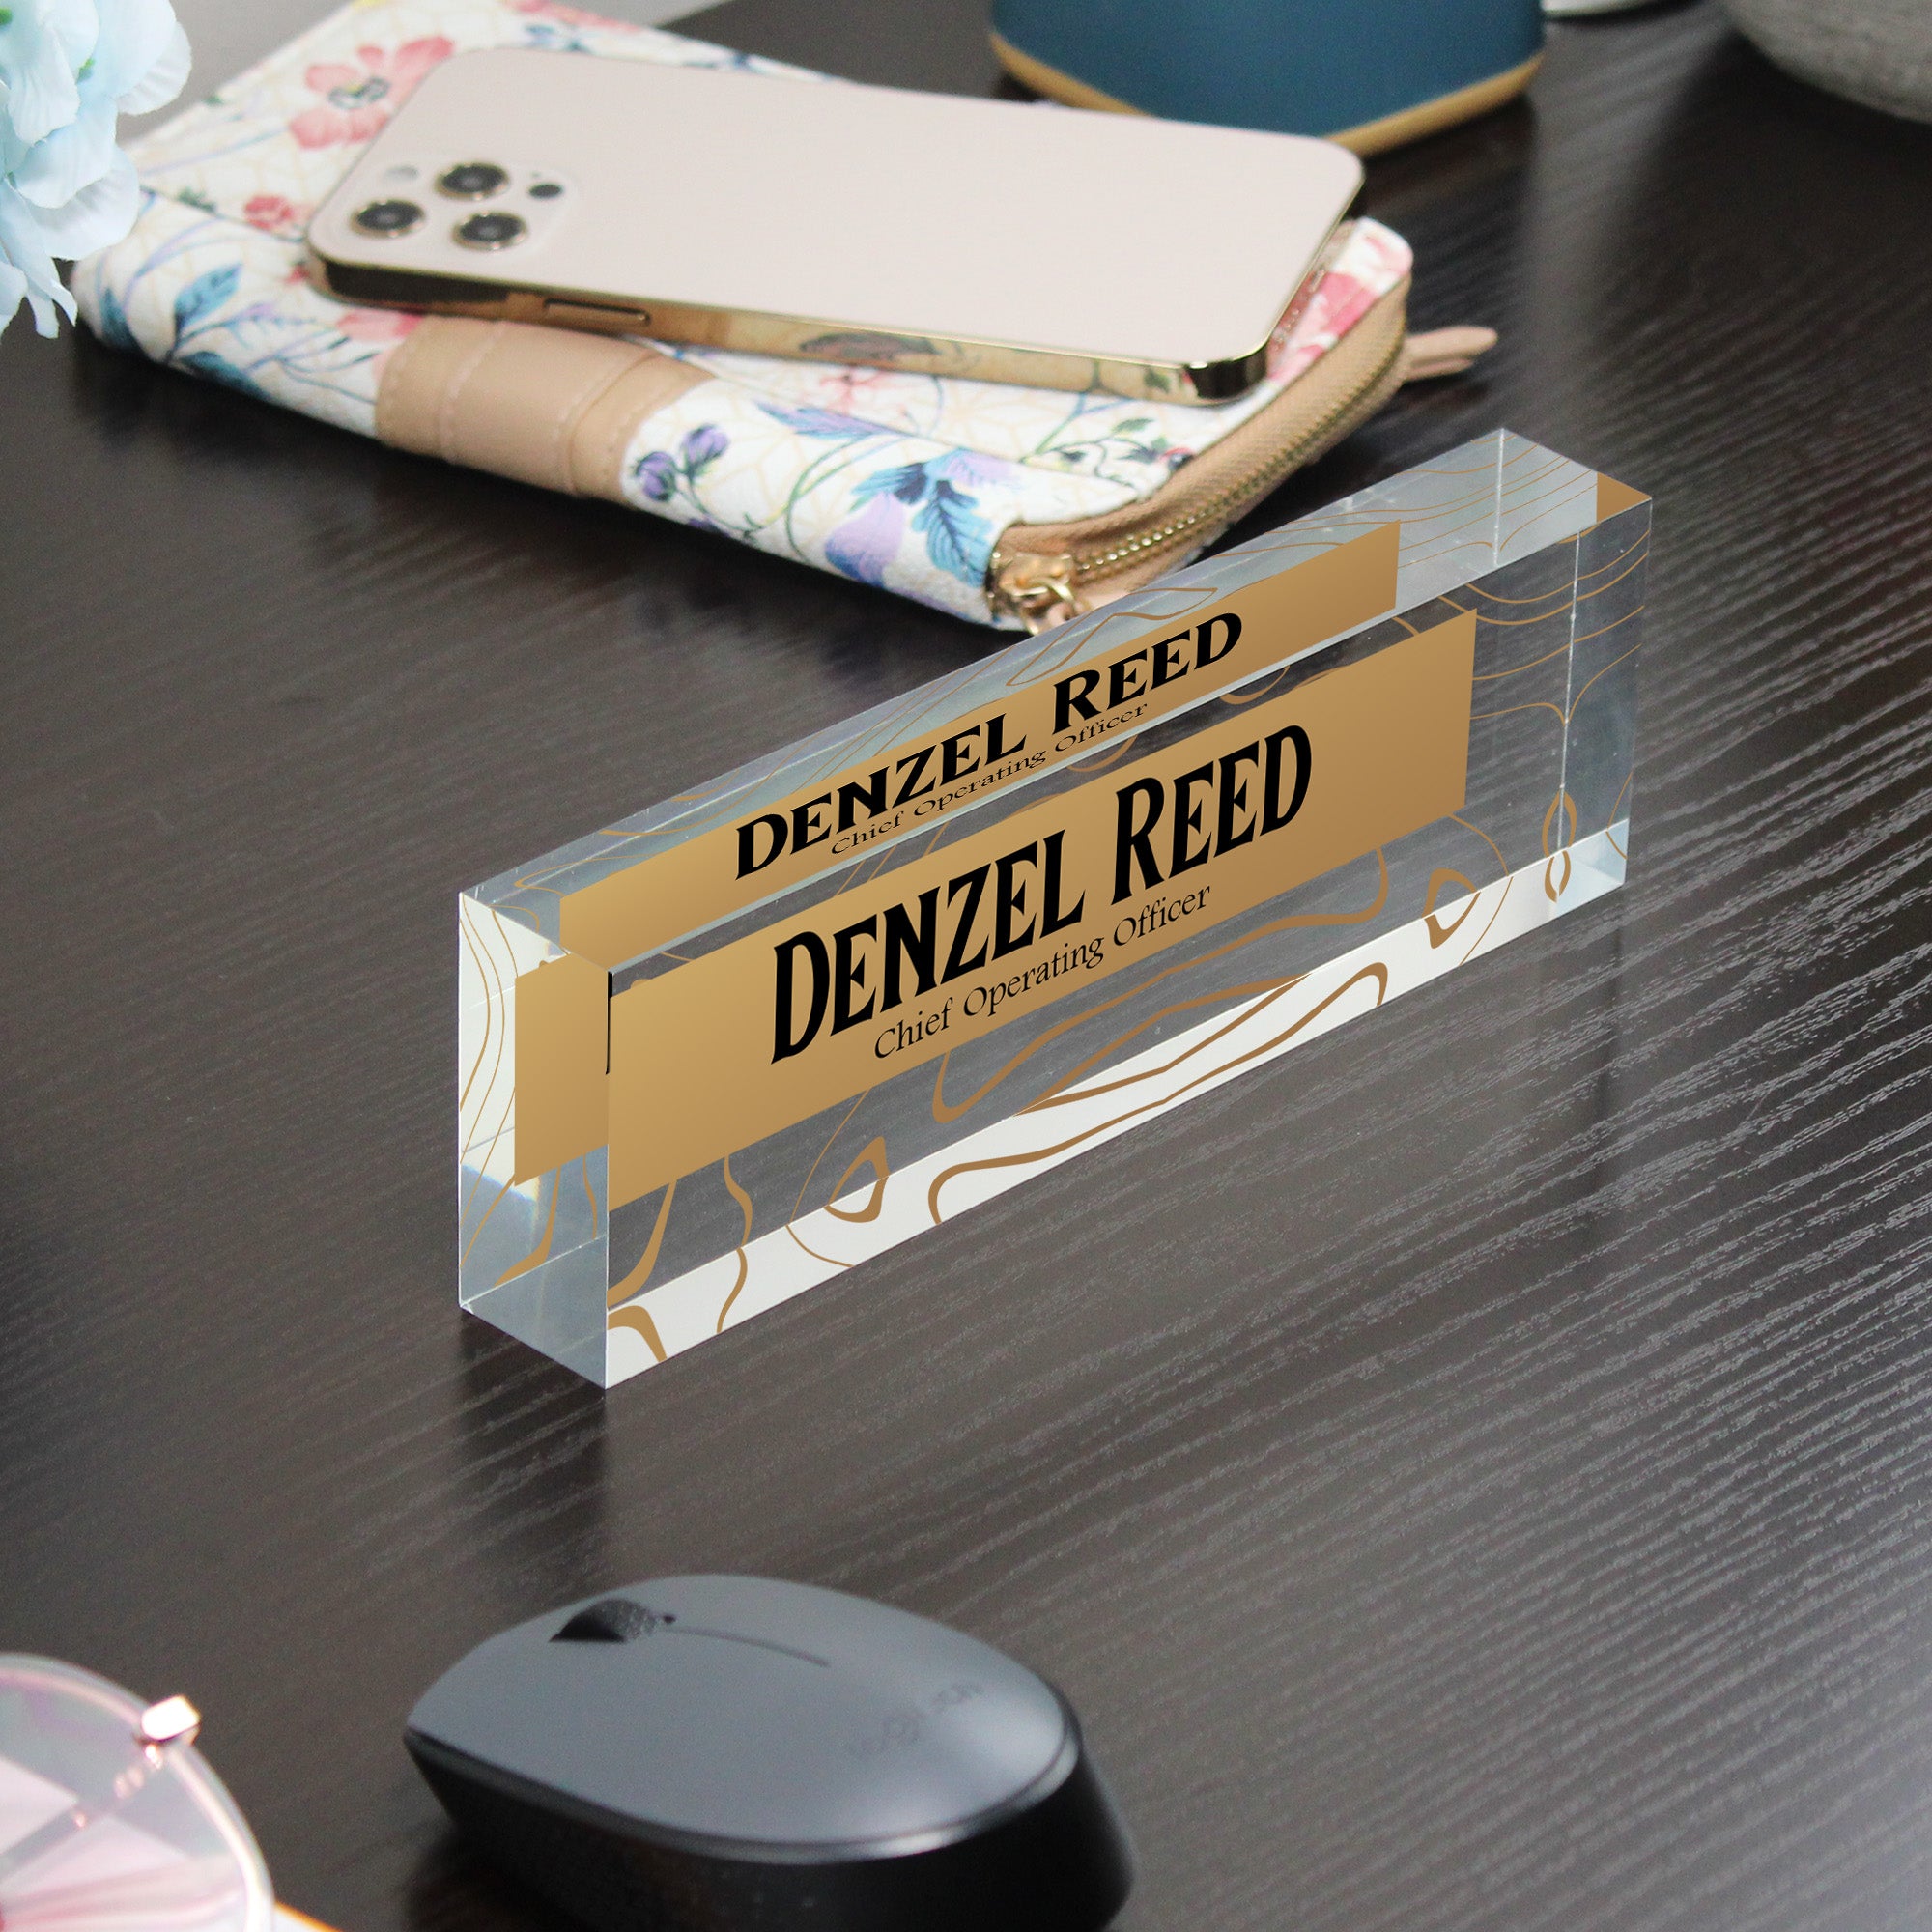 DENZEL REED
Chief Operating Officer
DENZEL REED
Chief Operating Officer